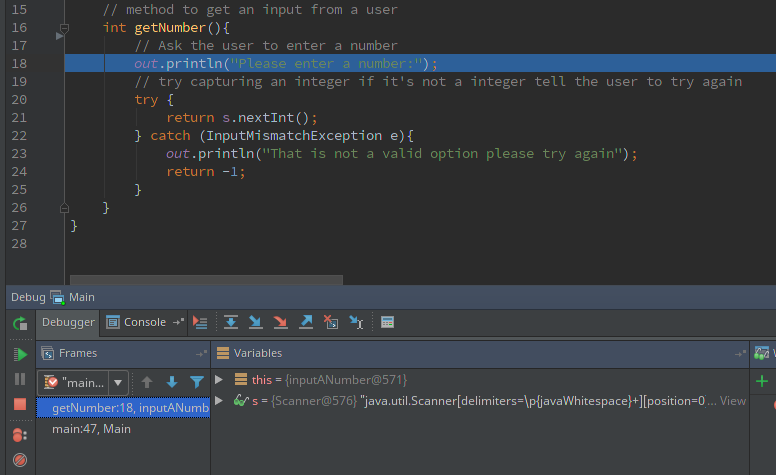 15 // method to get an input from a user
16 int getNumber(){
17 // Ask the user to enter a number
18 out.println("Please enter a number:");
19 // try capturing an integer if it's not a integer tell the user to try again
20 try {
21 return s.nextInt();
22 } catch (InputMismatchException e){
23 out.println("That is not a valid option please try again");
24 return -1;
25 }
26 }
27 }
28
Debug Main
Debugger Console
Frames Variables
"main... this = {inputANumber@571}
getNumber:18, inputANumb s = {Scanner@576} "java.util.Scanner[delimiters=\p{javaWhitespace}+][position=0... View
main:47, Main